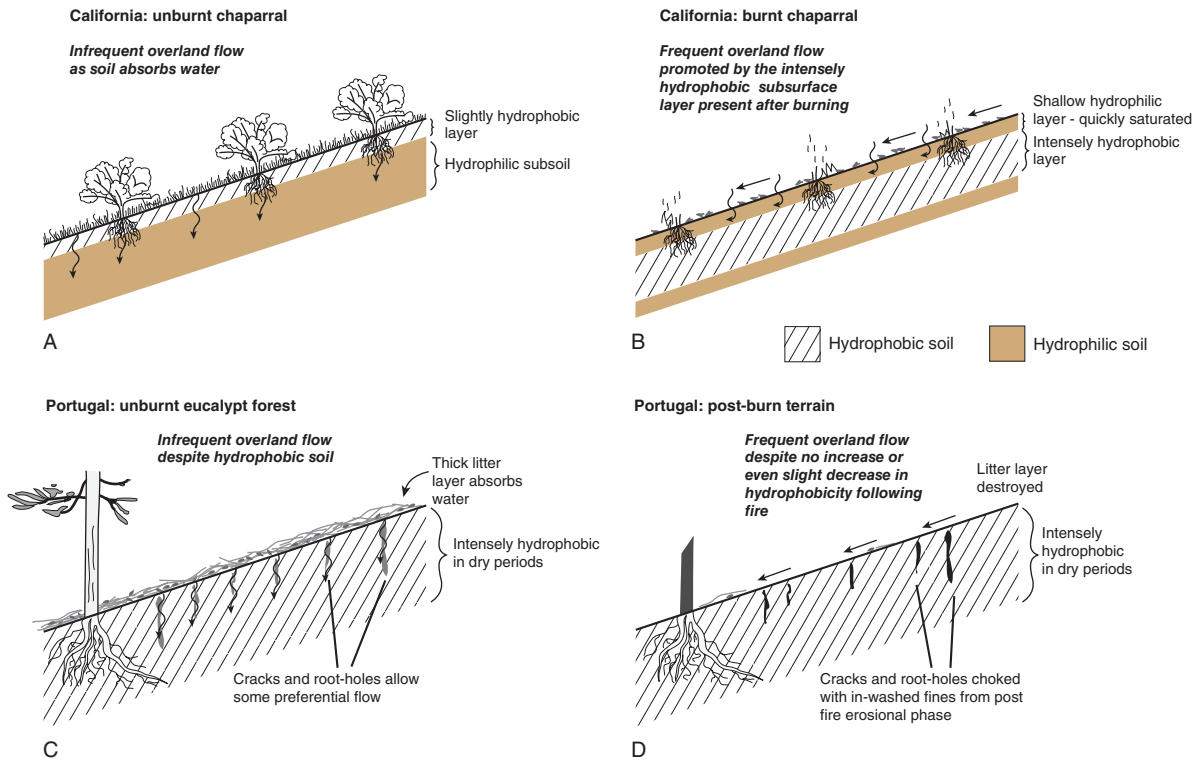 California: unburnt chaparral
Infrequent overland flow
as soil absorbs water
Slightly hydrophobic
layer
Hydrophilic subsoil
A
California: burnt chaparral
Frequent overland flow
promoted by the intensely
hydrophobic subsurface
layer present after burning
Shallow hydrophilic
layer - quickly saturated
Intensely hydrophobic
layer
B
Hydrophobic soil
Hydrophilic soil
Portugal: unburnt eucalypt forest
Infrequent overland flow
despite hydrophobic soil
Thick litter
layer absorbs
water
Intensely hydrophobic
in dry periods
Cracks and root-holes allow
some preferential flow
C
Portugal: post-burn terrain
Frequent overland flow
despite no increase or
even slight decrease in
hydrophobicity following
fire
Litter layer
destroyed
Intensely
hydrophobic
in dry periods
Cracks and root-holes choked
with in-washed fines from post
fire erosional phase
D